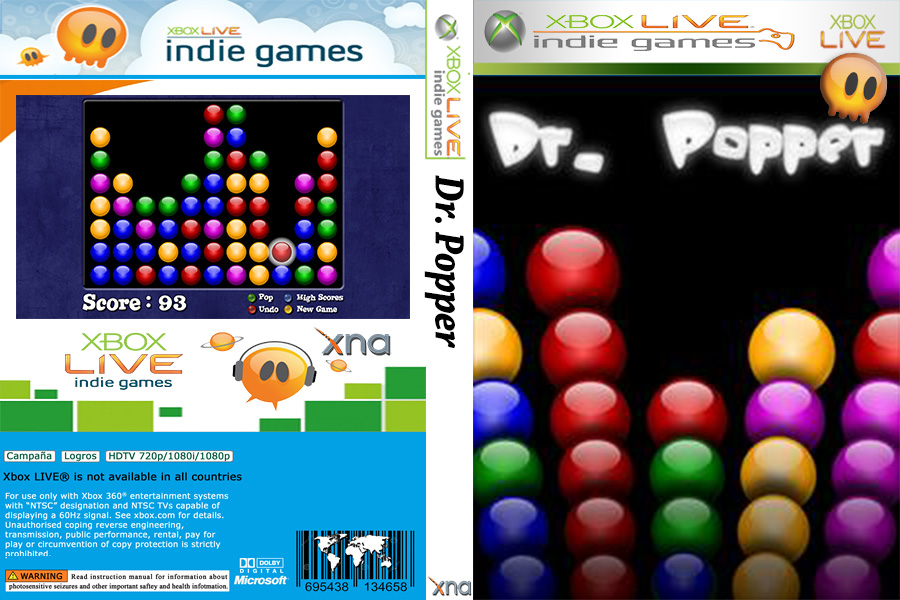 XBOX LIVE
indie games
Score : 93
Pop
High Scores
Undo
New Game
XBOX
LIVE
indie games
xna
Campaña
Logros
HDTV 720p/1080i/1080p
Xbox LIVE® is not available in all countries
For use only with Xbox 360® entertainment systems
with “NTSC” designation and NTSC TVs capable of
displaying a 60Hz signal. See xbox.com for details.
Unauthorised coping reverse engineering,
transmission, public performance, rental, pay for
play or circumvention of copy protection is strictly
prohibited.
WARNING Read instruction manual for information about
photosensitive seizures and other important saftey and health infotmation.
DOLBY
DIGITAL
Microsoft
695438 134658
XBOX LIVE
indie games
Dr. Popper
xna
XBOX LIVE
indie games
XBOX
LIVE
Dr. Popper